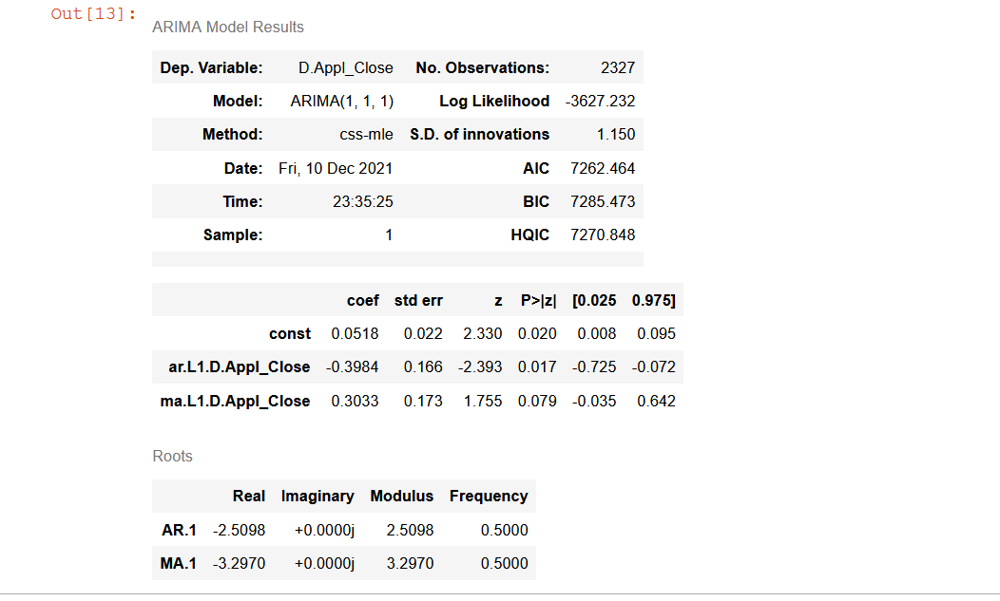 Out[13]:
ARIMA Model Results
Dep. Variable: D.Appl_Close No. Observations: 2327
Model: ARIMA(1, 1, 1) Log Likelihood -3627.232
Method: css-mle S.D. of innovations 1.150
Date: Fri, 10 Dec 2021 AIC 7262.464
Time: 23:35:25 BIC 7285.473
Sample: 1 HQIC 7270.848
coef std err z P>|z| [0.025 0.975]
const 0.0518 0.022 2.330 0.020 0.008 0.095
ar.L1.D.Appl_Close -0.3984 0.166 -2.393 0.017 -0.725 -0.072
ma.L1.D.Appl_Close 0.3033 0.173 1.755 0.079 -0.035 0.642
Roots
Real Imaginary Modulus Frequency
AR.1 -2.5098 +0.0000j 2.5098 0.5000
MA.1 -3.2970 +0.0000j 3.2970 0.5000